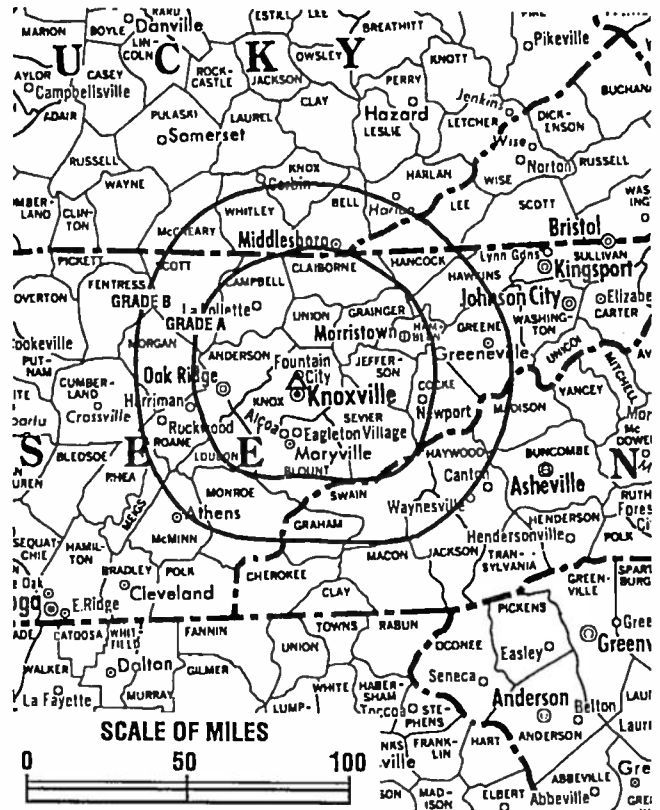 MARION
BOYLE
Danville
ESTILL
LEE
BREATHITT
Pikeville
LIN-
COLN
U C K Y
OWSLEY
KNOTT
TAYLOR
CASEY
ROCK-
CASTLE
JACKSON
PERRY
Campbellsville
CLAY
Jenkins
BUCHANAN
ADAIR
PULASKI
LAUREL
Hazard
LESLIE
LETCHER
DICK-
ENSON
Somerset
Wise
Norton
RUSSELL
RUSSELL
KNOX
WAYNE
Corbin
HARLAN
WISE
WHITLEY
BELL
LEE
SCOTT
CLIN-
TON
McCREARY
Middlesboro
Bristol
PICKETT
SCOTT
CLAIBORNE
HANCOCK
Lynn Gdns
SULLIVAN
Kingsport
FENTRESS
CAMPBELL
HAWKINS
OVERTON
GRADE B
LaFollette
UNION
GRAINGER
Johnson City
CARTER
GRADE A
Morristown
HAM-
BLEN
GREENE
WASHING-
TON
MORGAN
ANDERSON
JEFFER-
SON
Greeneville
UNICOI
PUT-
NAM
Fountain
City
Oak Ridge
Knoxville
COCKE
MITCHELL
CUMBER-
LAND
Harriman
KNOX
YANCEY
Crossville
SEVIER
Newport
MADISON
Rockwood
Alcoa
Eagleton Village
ROANE
S
E
E
LOUDON
Maryville
HAYWOOD
BUNCOMBE
N
BLEDSOE
RHEA
BLOUNT
Canton
Asheville
MEIGS
MONROE
SWAIN
Waynesville
Athens
GRAHAM
HENDERSON
Hendersonville
POLK
McMINN
SEQUAT-
CHIE
HAMIL-
TON
MACON
JACKSON
TRAN-
SYLVANIA
BRADLEY
POLK
CHEROKEE
GREEN-
VILLE
Cleveland
CLAY
E.Ridge
PICKENS
CATOOSA
WHIT-
FIELD
FANNIN
TOWNS
RABUN
UNION
OCONEE
Easley
WALKER
Dalton
GILMER
Seneca
WHITE
HABER-
SHAM
Anderson
Belton
La Fayette
MURRAY
LUMP-
Toccoa
STE-
PHENS
ANDERSON
SCALE OF MILES
FRANK-
LIN
HART
0 50 100
ABBEVILLE
MAD-
ISON
ELBERT
Abbeville